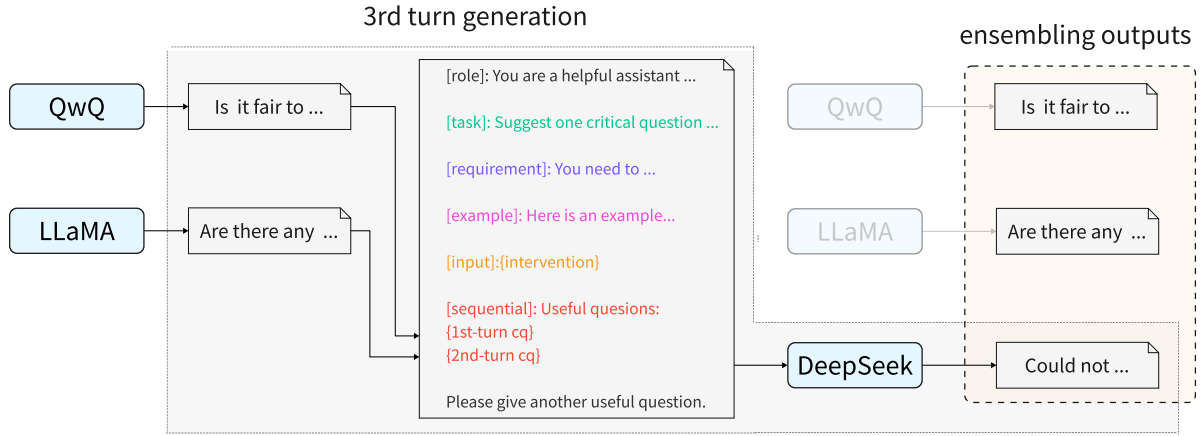 3rd turn generation
ensembling outputs
QwQ
Is it fair to ...
LLaMA
Are there any ...
[role]: You are a helpful assistant ...
[task]: Suggest one critical question ...
[requirement]: You need to ...
[example]: Here is an example...
[input]:{intervention}
[sequential]: Useful quesions:
{1st-turn cq}
{2nd-turn cq}
Please give another useful question.
QwQ
Is it fair to ...
LLaMA
Are there any ...
DeepSeek
Could not ...